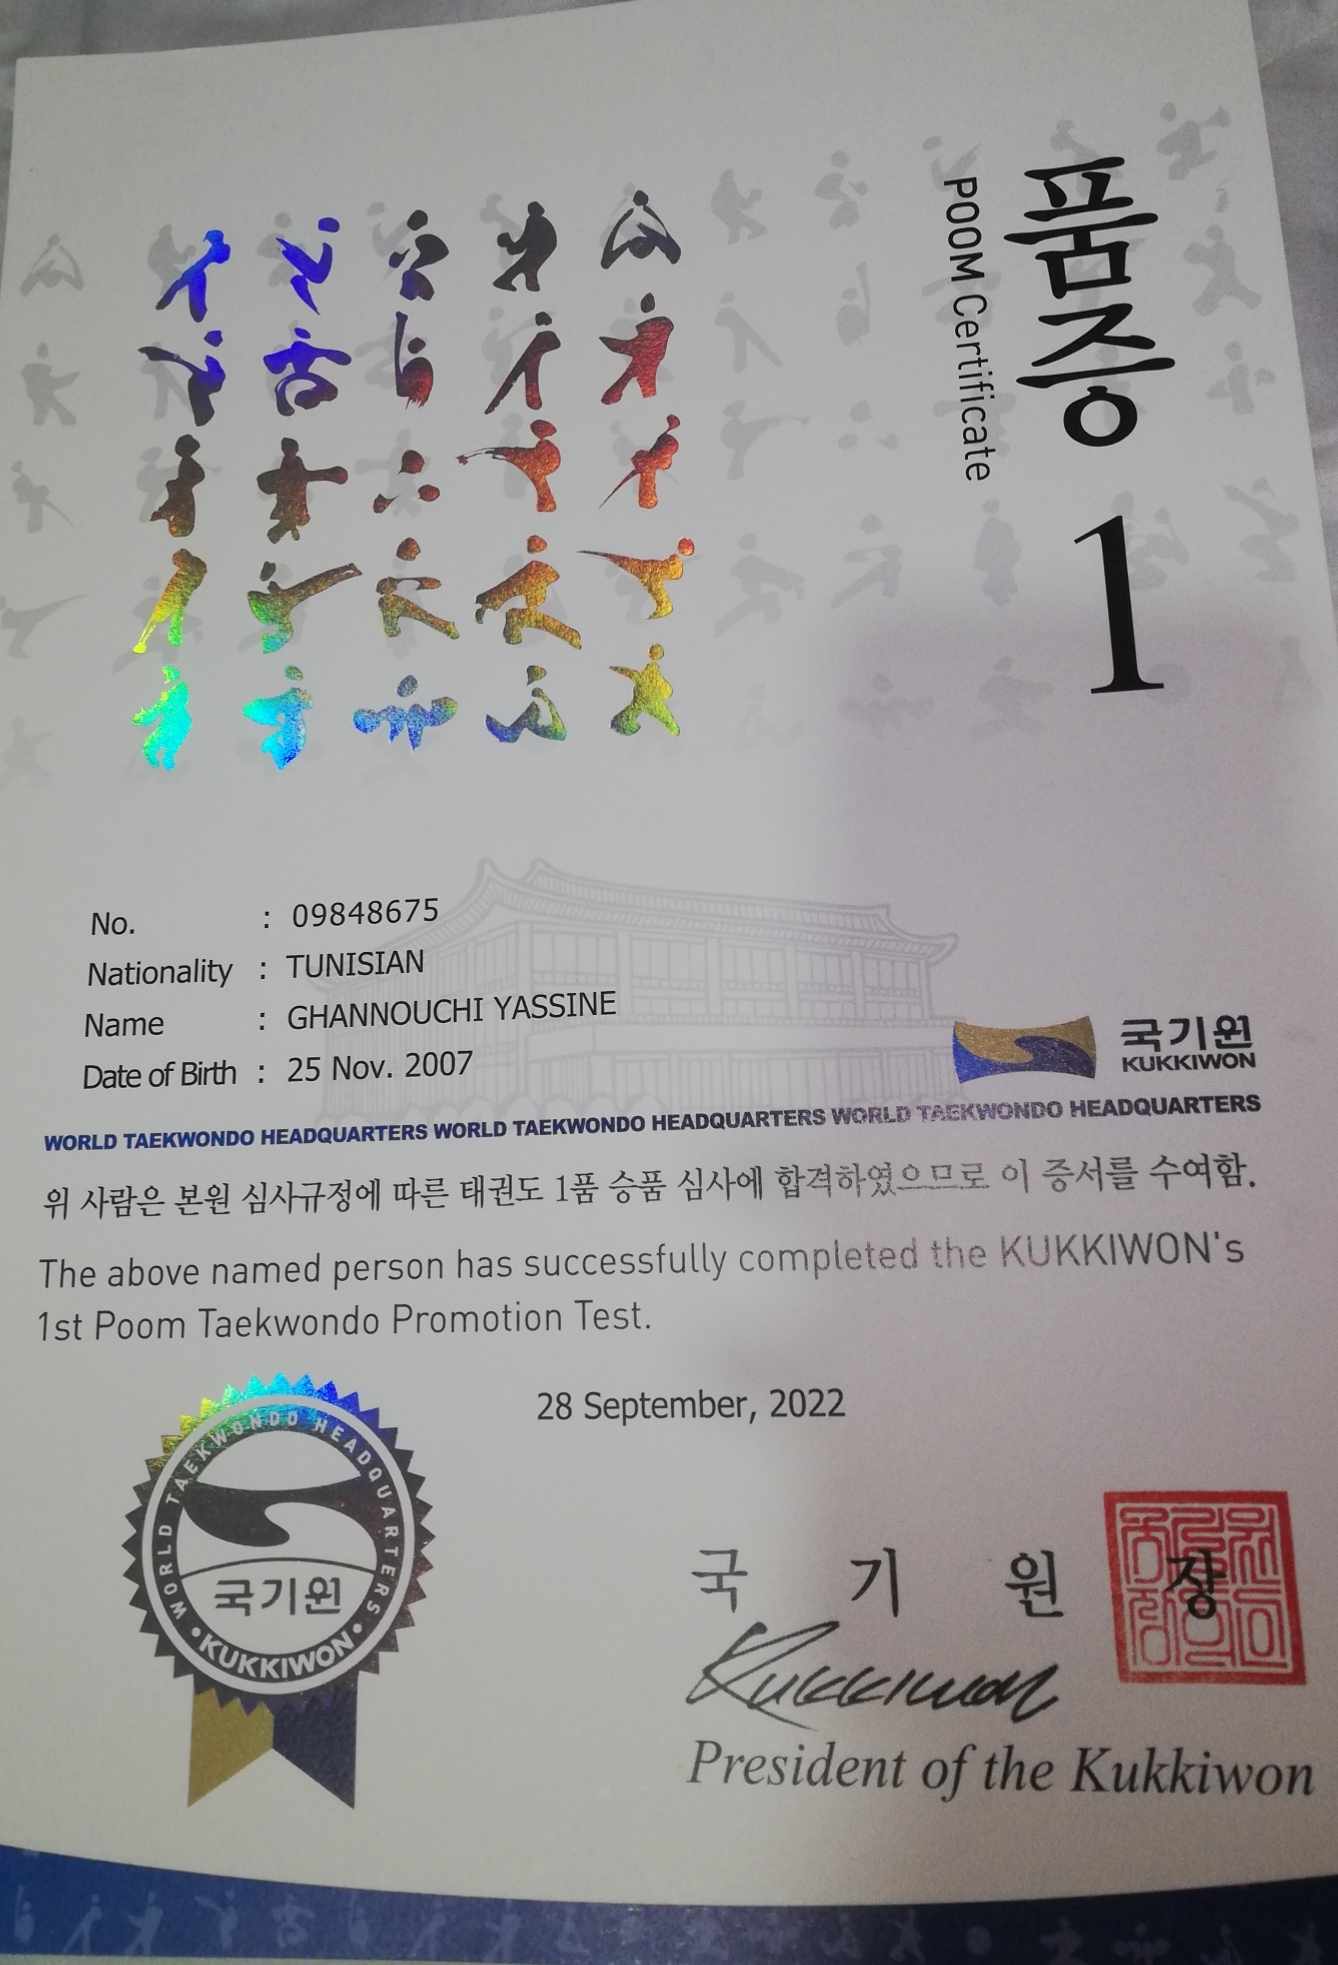 품증 1
POOM Certificate
No. : 09848675
Nationality : TUNISIAN
Name : GHANNOUCHI YASSINE
Date of Birth : 25 Nov. 2007
국기원
KUKKIWON
WORLD TAEKWONDO HEADQUARTERS WORLD TAEKWONDO HEADQUARTERS WORLD TAEKWONDO HEADQUARTERS
위 사람은 본원 심사규정에 따른 태권도 1품 승품 심사에 합격하였으므로 이 증서를 수여함.
The above named person has successfully completed the KUKKIWON's
1st Poom Taekwondo Promotion Test.
28 September, 2022
WORLD TAEKWONDO HEADQUARTERS
국기원
•KUKKIWON•
국 기 원 장
Kukkiwon
President of the Kukkiwon